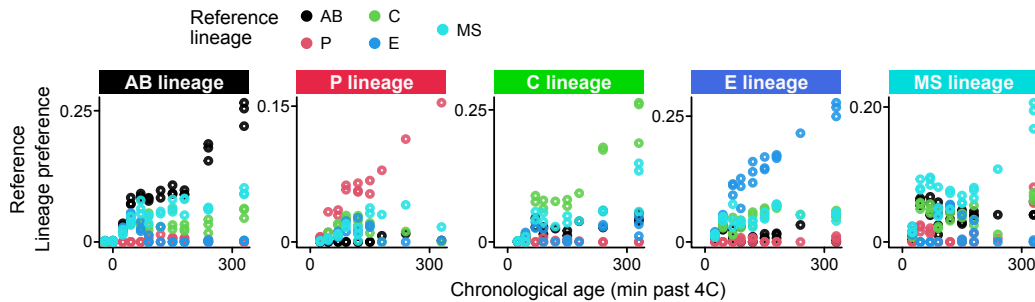 Reference lineage
AB
C
MS
P
E
AB lineage
P lineage
C lineage
E lineage
MS lineage
Reference
Lineage preference
0.25
0
0.15
0
0.25
0
0.25
0
0.20
0
0 300
0 300
0 300
0 300
0 300
Chronological age (min past 4C)